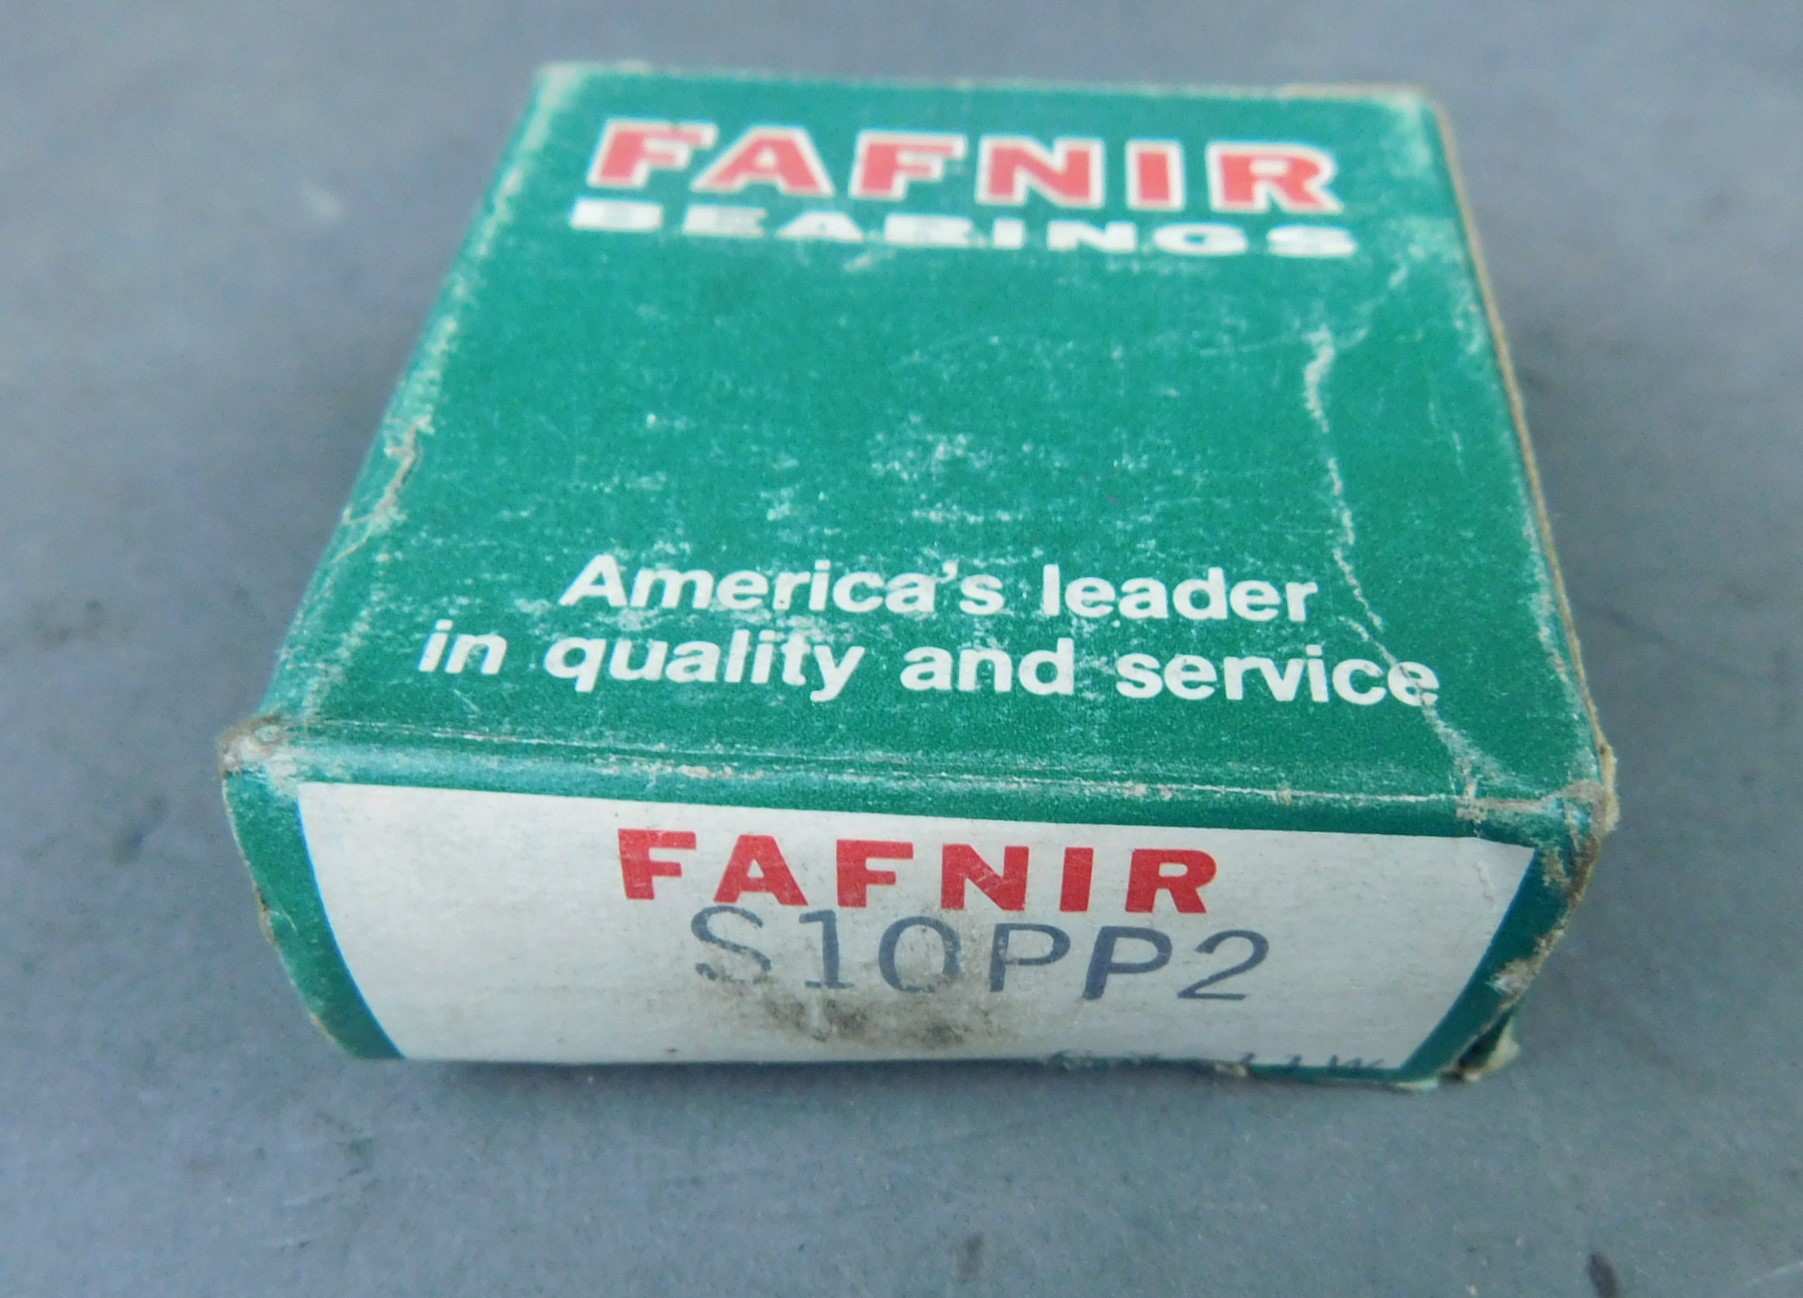 FAFNIR
BEARINGS
America's leader
in quality and service
FAFNIR
S10PP2